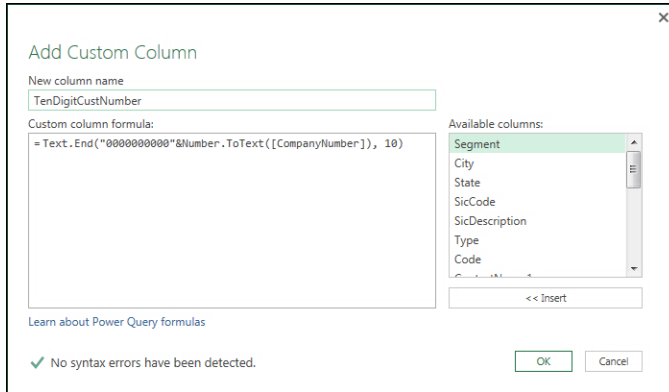 Add Custom Column
New column name
TenDigitCustNumber
Custom column formula:
=Text.End("0000000000"&Number.ToText([CompanyNumber]), 10)
Available columns:
Segment
City
State
SicCode
SicDescription
Type
Code
<< Insert
Learn about Power Query formulas
No syntax errors have been detected.
OK
Cancel